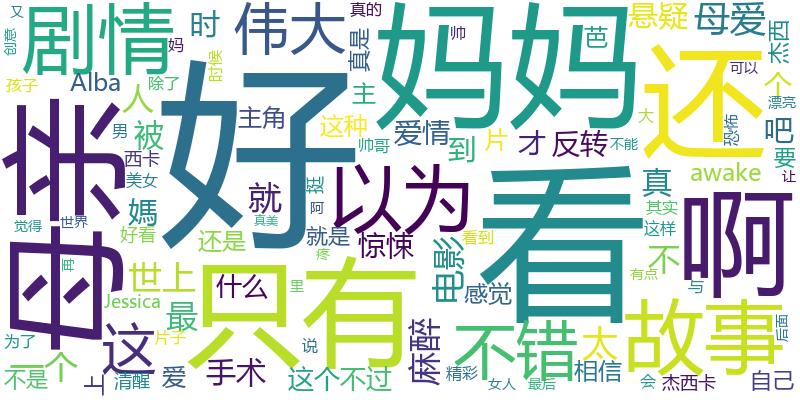 剧情
时
伟大
真的
又
创意
妈
真是
时候
妈妈
帅
芭
悬疑
母爱
杰西
还
可以
个
漂亮
孩子
Alba
除了
人
主角
主
这种
爱情
帅哥
到
片
才
反转
大
不能
恐怖
吧
要
让
母亲
男
被
西卡
美女
好
就
挺
以为
看
真
awake
其实
啊
觉得
世界
媽
好看
还是
真美
阿
就是
惊悚
看到
电影
感觉
不
这样
再
世上
什么
疼
里
只有
有点
与
Jessica
这
最
故事
为了
片子
一个
手术
说
麻醉
不错
太
后面
不是
上
清醒
爱
这个
不过
精彩
女人
最后
相信
会
杰西卡
自己